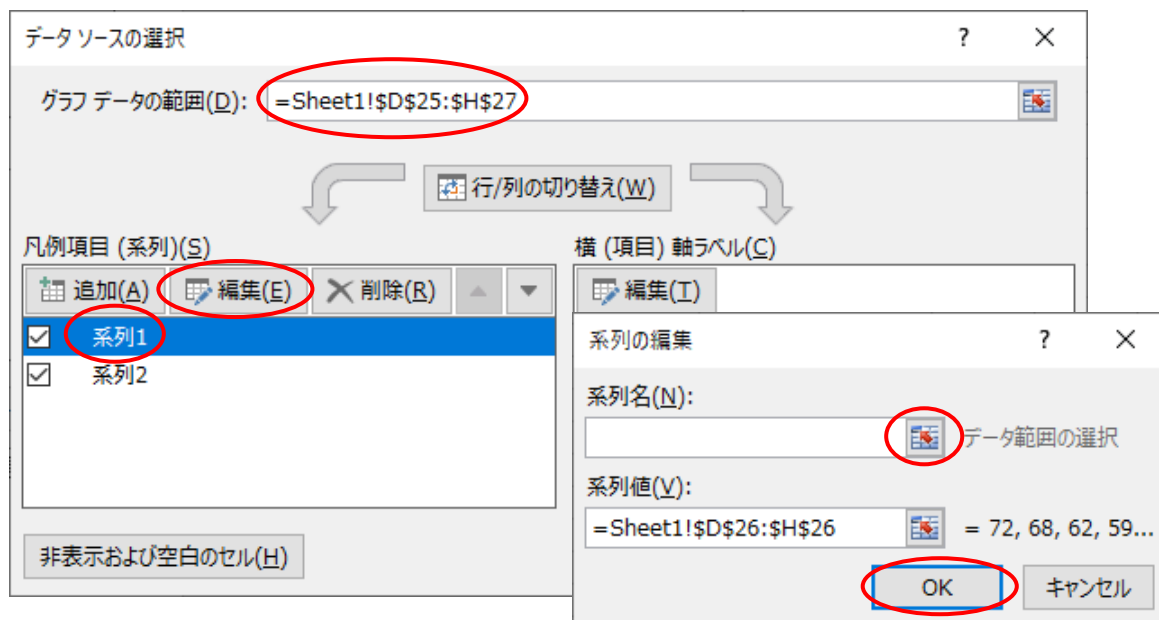 データ ソースの選択
?
×
グラフ データの範囲(D):
=Sheet1!$D$25:$H$27
行/列の切り替え(W)
凡例項目 (系列)(S)
追加(A)
編集(E)
削除(R)
系列1
系列2
非表示および空白のセル(H)
横 (項目) 軸ラベル(C)
編集(T)
系列の編集
?
×
系列名(N):
データ範囲の選択
系列値(V):
=Sheet1!$D$26:$H$26
= 72, 68, 62, 59...
OK
キャンセル